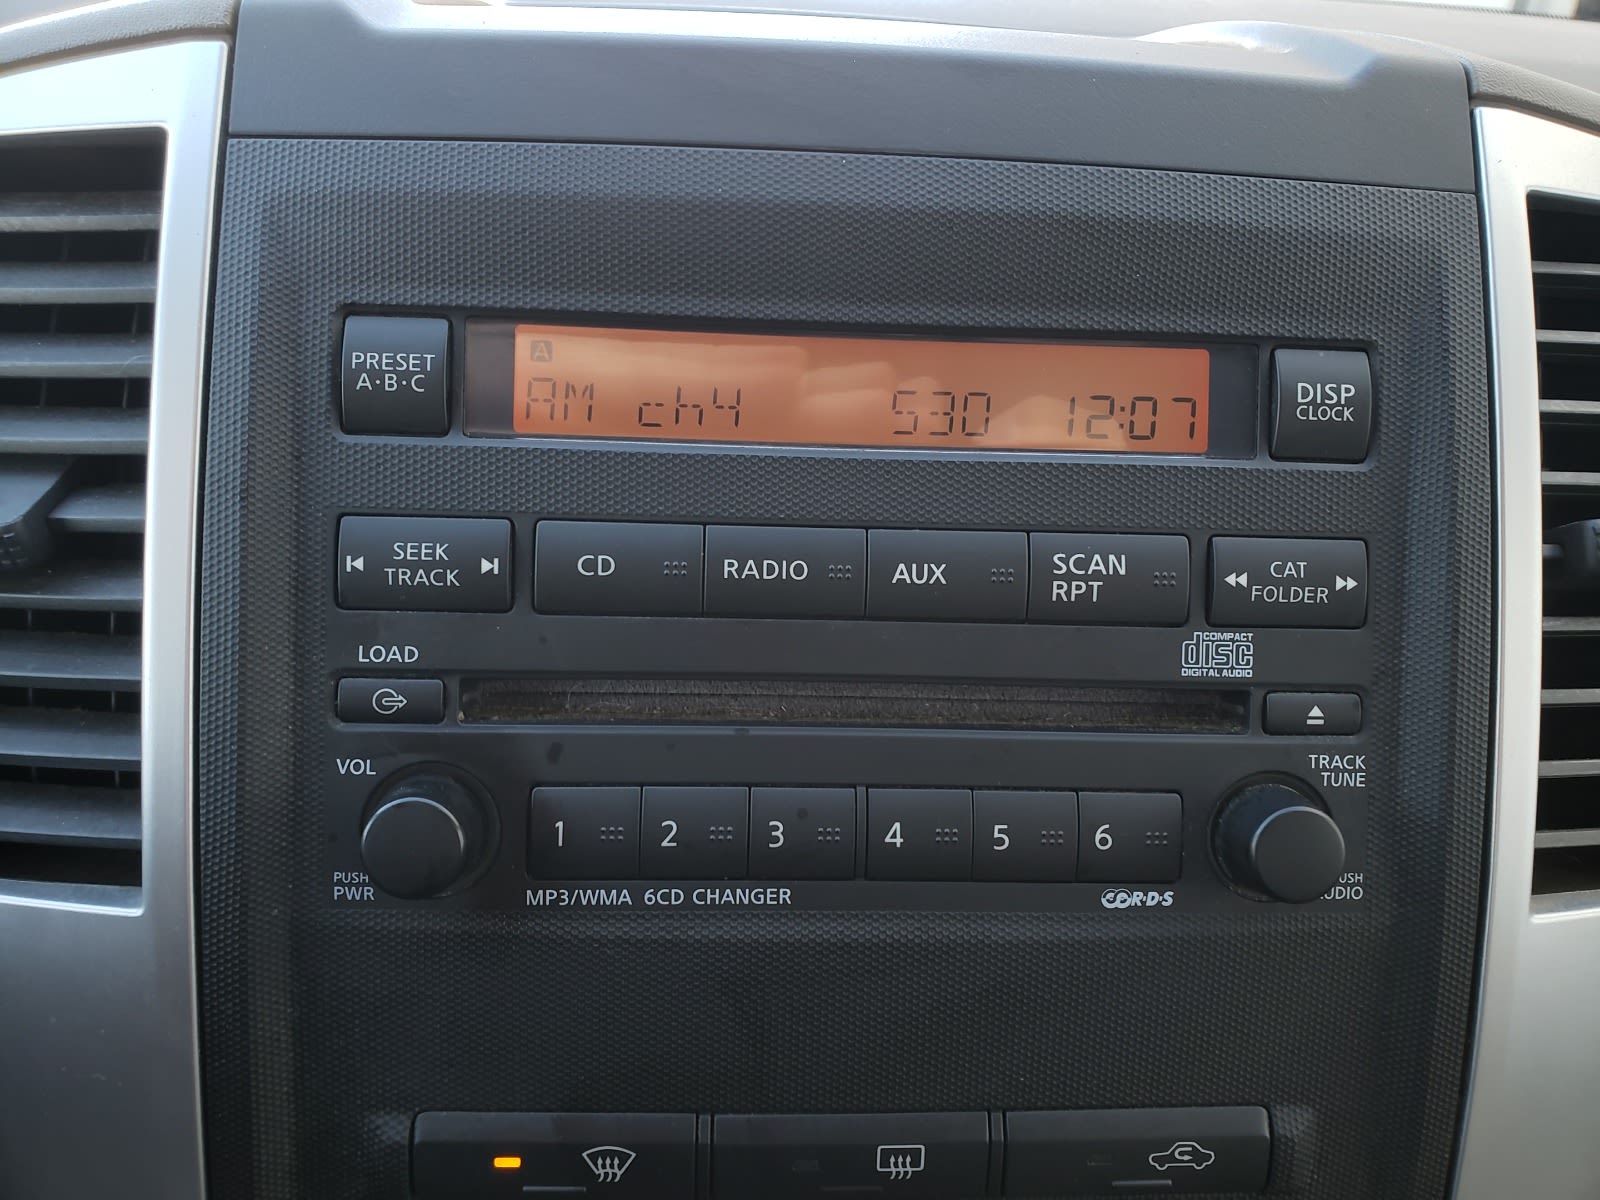 PRESET
A·B·C
A
AM ch4 530 12:07
DISP
CLOCK
SEEK
TRACK
CD
RADIO
AUX
SCAN
RPT
CAT
FOLDER
LOAD
COMPACT
disc
DIGITAL AUDIO
VOL
TRACK
TUNE
1 2 3 4 5 6
PUSH
PWR
MP3/WMA 6CD CHANGER
R·D·S